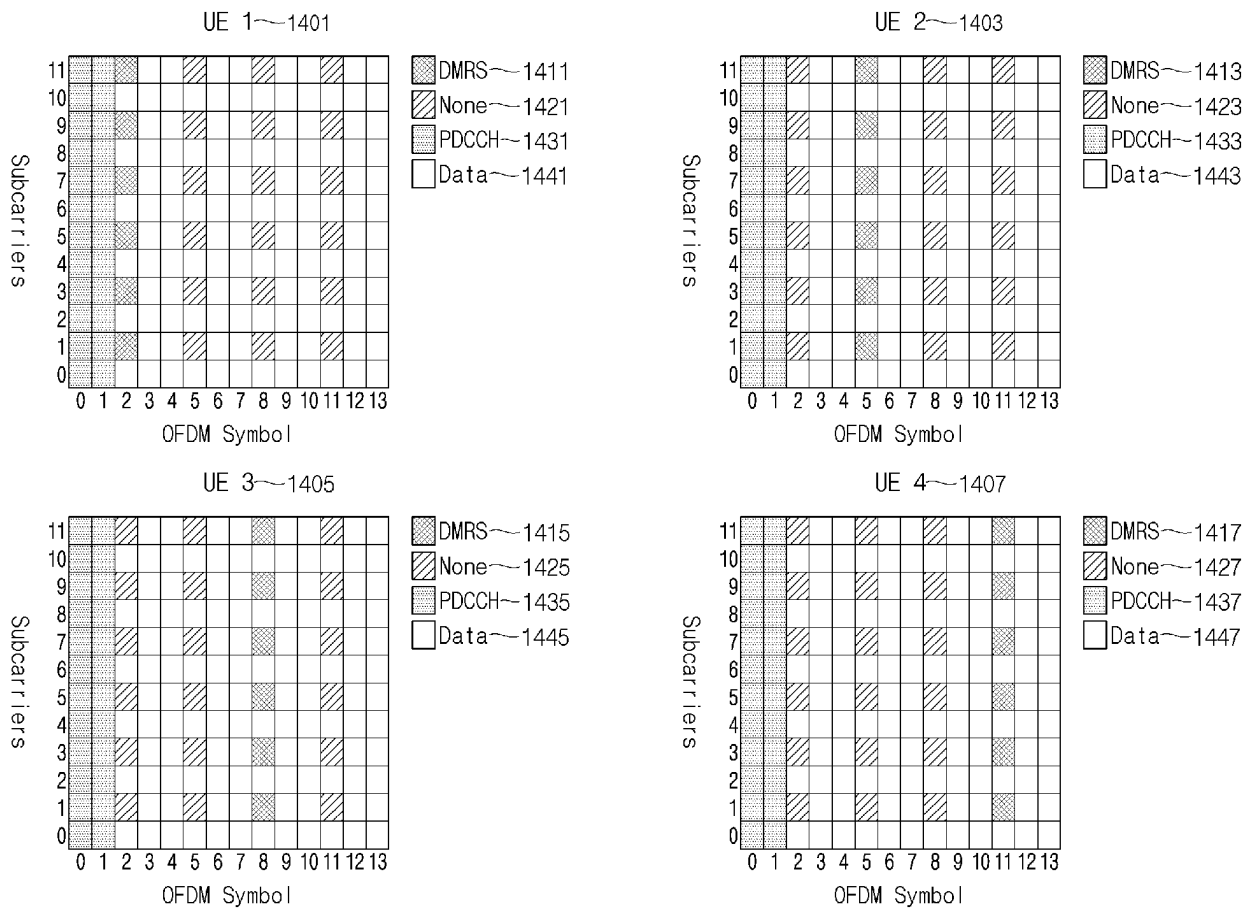 UE 1~1401
11
10
9
8
7
6
5
4
3
2
1
0
Subcarriers
0 1 2 3 4 5 6 7 8 9 10 11 12 13
OFDM Symbol
DMRS~1411
None~1421
PDCCH~1431
Data~1441
UE 2~1403
11
10
9
8
7
6
5
4
3
2
1
0
Subcarriers
0 1 2 3 4 5 6 7 8 9 10 11 12 13
OFDM Symbol
DMRS~1413
None~1423
PDCCH~1433
Data~1443
UE 3~1405
11
10
9
8
7
6
5
4
3
2
1
0
Subcarriers
0 1 2 3 4 5 6 7 8 9 10 11 12 13
OFDM Symbol
DMRS~1415
None~1425
PDCCH~1435
Data~1445
UE 4~1407
11
10
9
8
7
6
5
4
3
2
1
0
Subcarriers
0 1 2 3 4 5 6 7 8 9 10 11 12 13
OFDM Symbol
DMRS~1417
None~1427
PDCCH~1437
Data~1447